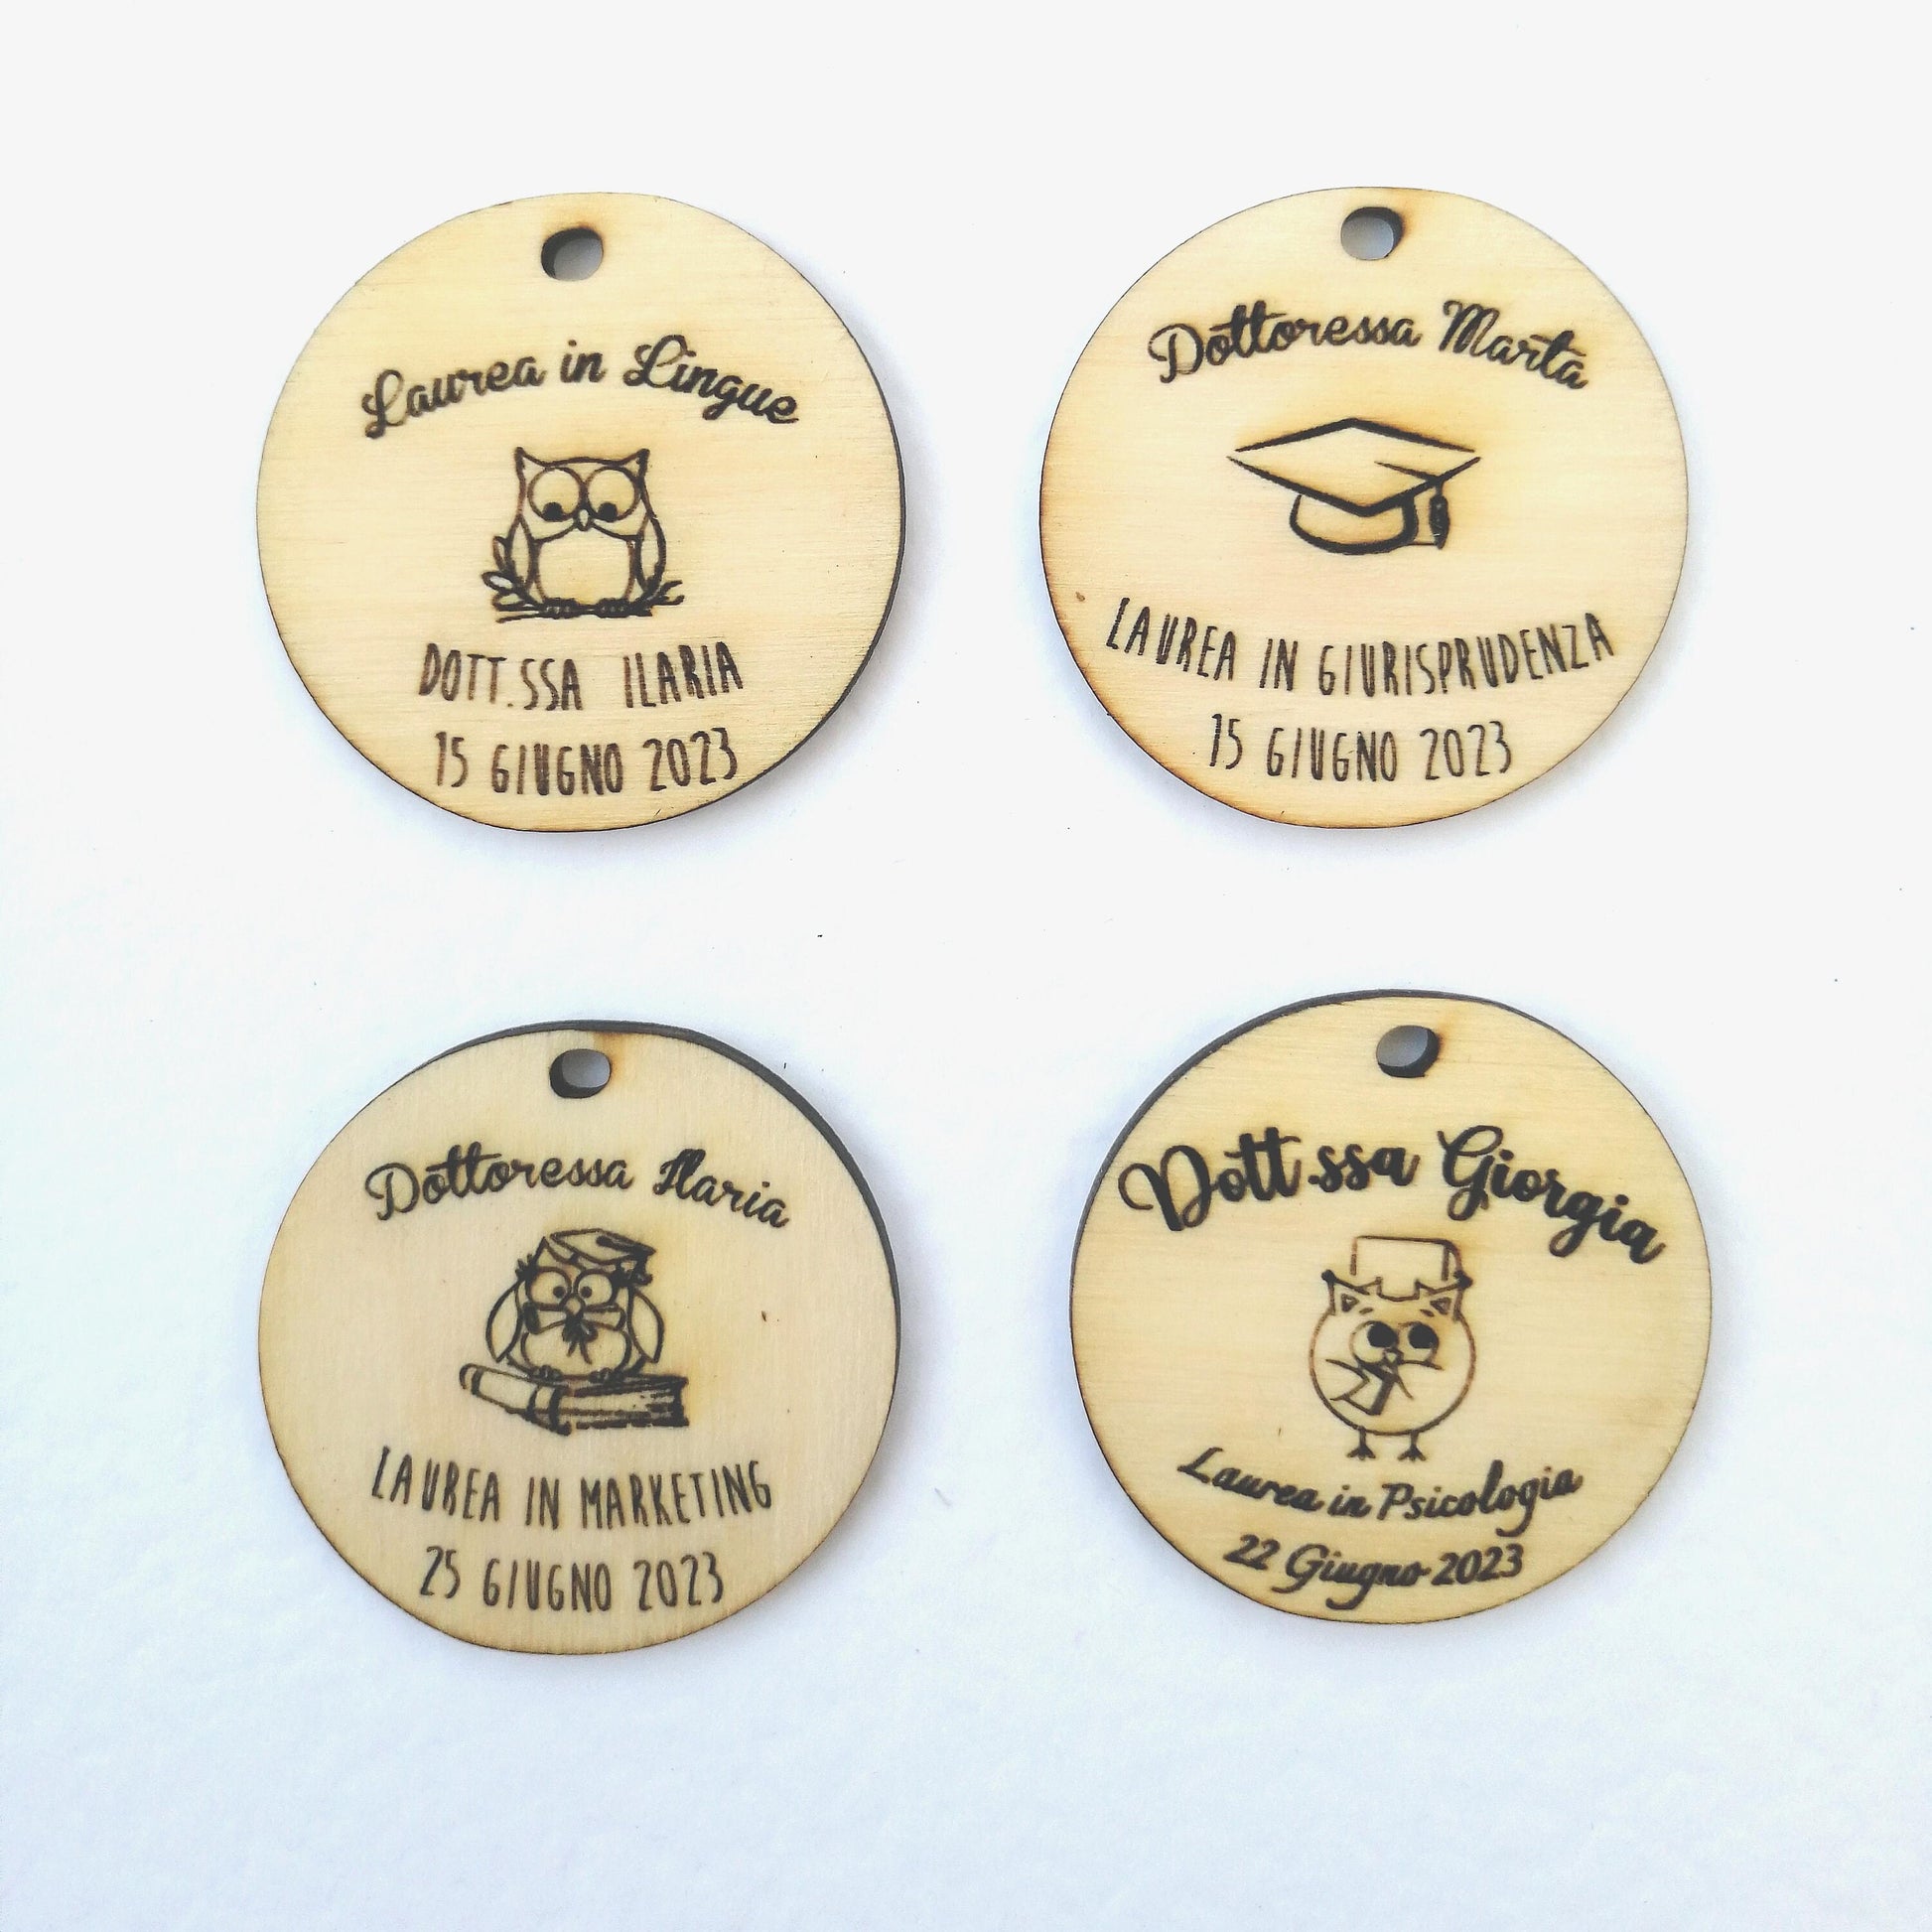 Laurea in Lingue
DOTT.SSA ILARIA
15 GIUGNO 2023
Dottoressa Marta
LAUREA IN GIURISPRUDENZA
15 GIUGNO 2023
Dottoressa Ilaria
LAUREA IN MARKETING
25 GIUGNO 2023
Dott.ssa Giorgia
Laurea in Psicologia
22 Giugno 2023